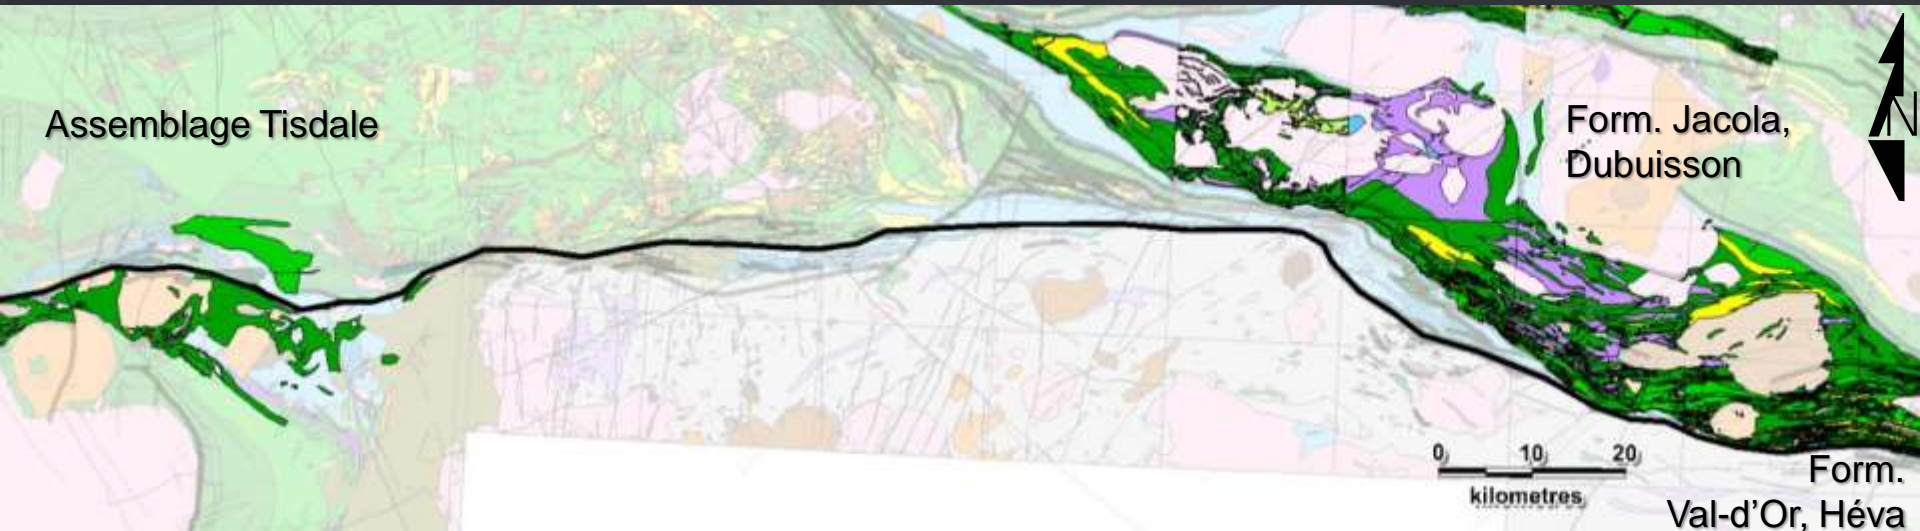 Assemblage Tisdale
Form. Jacola,
Dubuisson
N
0 10 20
kilometres
Form.
Val-d'Or, Héva